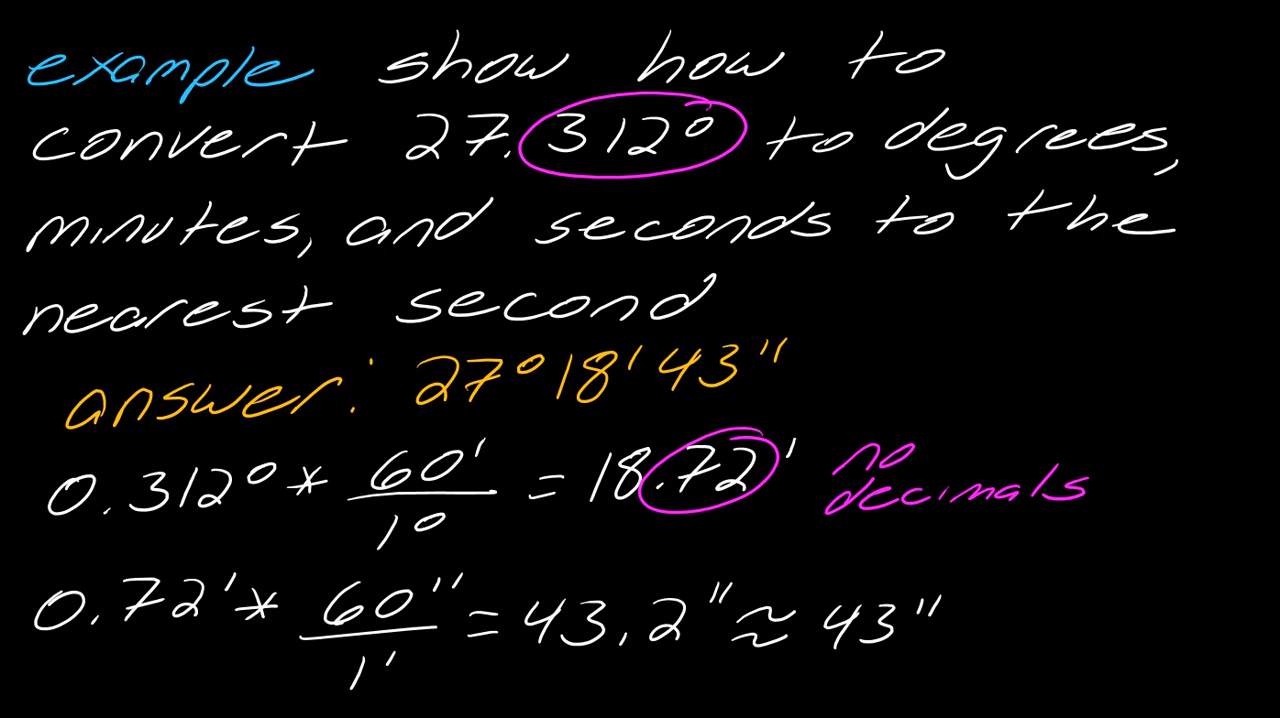 example show how to
convert 27.312° to degrees,
minutes, and seconds to the
nearest second
answer: 27°18'43"
0.312° * 60'/1° = 18.72' no decimals
0.72' * 60"/1' = 43.2" ≈ 43"